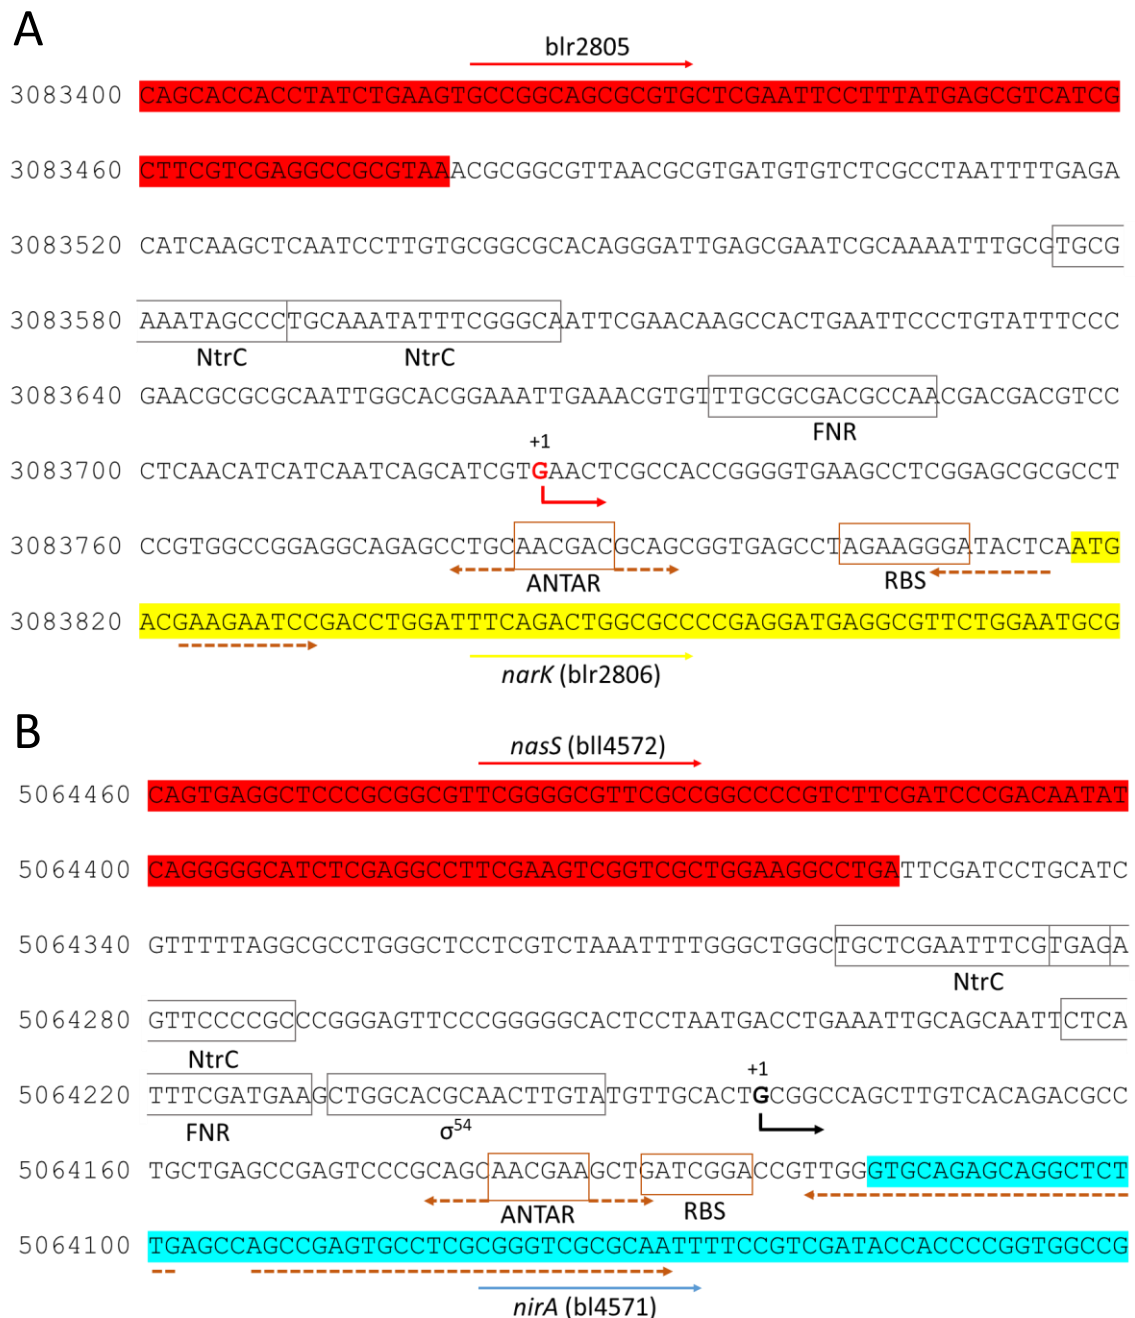 A
blr2805
3083400 CAGCACCACCTATCTGAAGTGCCGGCAGCGCGTGCTCGAATTCCTTTATGAGCGTCATCG
3083460 CTTCGTCGAGGCCGCGTAAACGCGGCGTTAACGCGTGATGTGTCTCGCCTAATTTTGAGA
3083520 CATCAAGCTCAATCCTTGTGCGGCGCACAGGGATTGAGCGAATCGCAAAATTTGCGTGCG
3083580 AAATAGCCCTGCAAATATTTCGGGCAATTCGAACAAGCCACTGAATTCCCTGTATTTCCC
NtrC NtrC
3083640 GAACGCGCGCAATTGGCACGGAAATTGAAACGTGTTTGCGCGACGCCAACGACGACGTCC
FNR
+1
3083700 CTCAACATCATCAATCAGCATCGTGAACTCGCCACCGGGGTGAAGCCTCGGAGCGCGCCT
3083760 CCGTGGCCGGAGGCAGAGCCTGCAACGACGCAGCGGTGAGCCTAGAAGGGATACTCAATG
ANTAR RBS
3083820 ACGAAGAATCCGACCTGGATTTCAGACTGGCGCCCCGAGGATGAGGCGTTCTGGAATGCG
narK (blr2806)
B
nasS (bll4572)
5064460 CAGTGAGGCTCCCGCGGCGTTCGGGGCGTTCGCCGGCCCCGTCTTCGATCCCGACAATAT
5064400 CAGGGGGCATCTCGAGGCCTTCGAAGTCGGTCGCTGGAAGGCCTGATTCGATCCTGCATC
5064340 GTTTTTAGGCGCCTGGGCTCCTCGTCTAAATTTTGGGCTGGCTGCTCGAATTTCGTGAGA
NtrC
5064280 GTTCCCCGCCCGGGAGTTCCCGGGGGCACTCCTAATGACCTGAAATTGCAGCAATTCTCA
NtrC
+1
5064220 TTTCGATGAAGCTGGCACGCAACTTGTATGTTGCACTGCGGCCAGCTTGTCACAGACGCC
FNR σ54
5064160 TGCTGAGCCGAGTCCCGCAGCAACGAAGCTGATCGGACCGTTGGGTGCAGAGCAGGCTCT
ANTAR RBS
5064100 TGAGCCAGCCGAGTGCCTCGCGGGTCGCGCAATTTTCCGTCGATACCACCCCGGTGGCCG
nirA (bl4571)